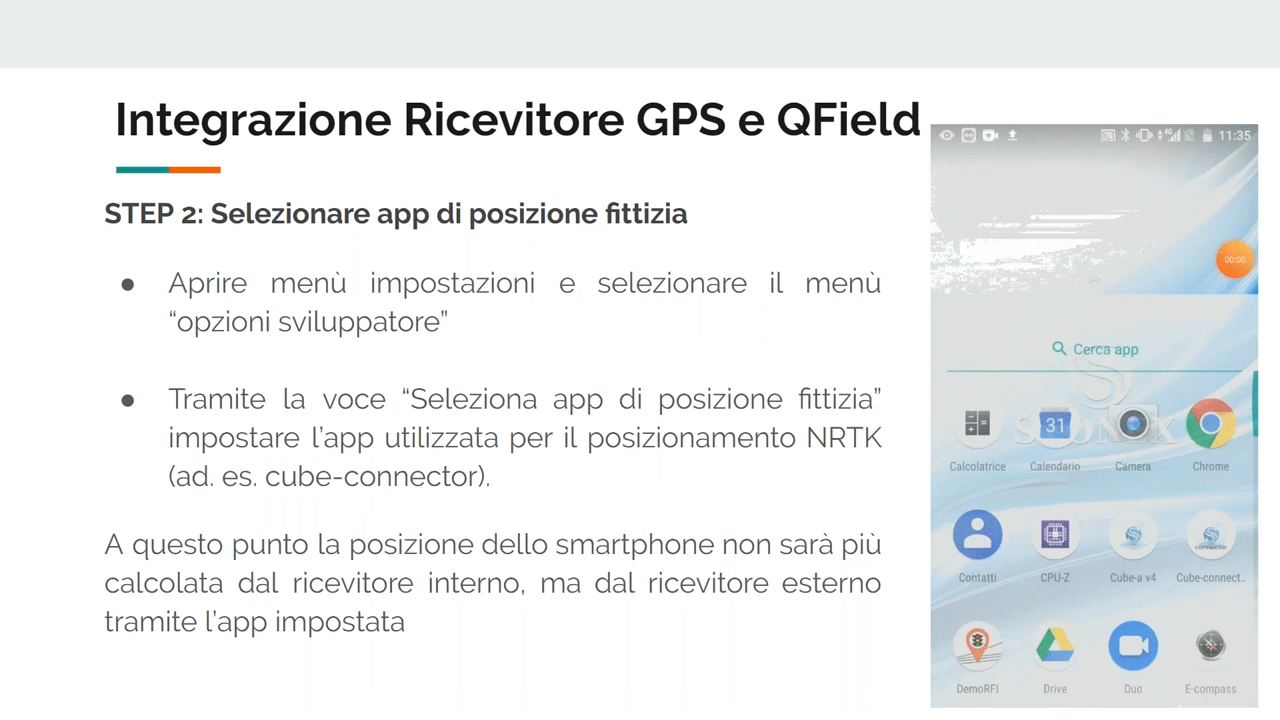 Integrazione Ricevitore GPS e QField
STEP 2: Selezionare app di posizione fittizia
● Aprire menù impostazioni e selezionare il menù
“opzioni sviluppatore”
● Tramite la voce “Seleziona app di posizione fittizia”
impostare l’app utilizzata per il posizionamento NRTK
(ad. es. cube-connector).
A questo punto la posizione dello smartphone non sarà più
calcolata dal ricevitore interno, ma dal ricevitore esterno
tramite l’app impostata
4G 11:35
00:00
Cerca app
31
Calcolatrice Calendario Camera Chrome
connector
Contatti CPU-Z Cube-a v4 Cube-connect..
DemoRFI Drive Duo E-compass